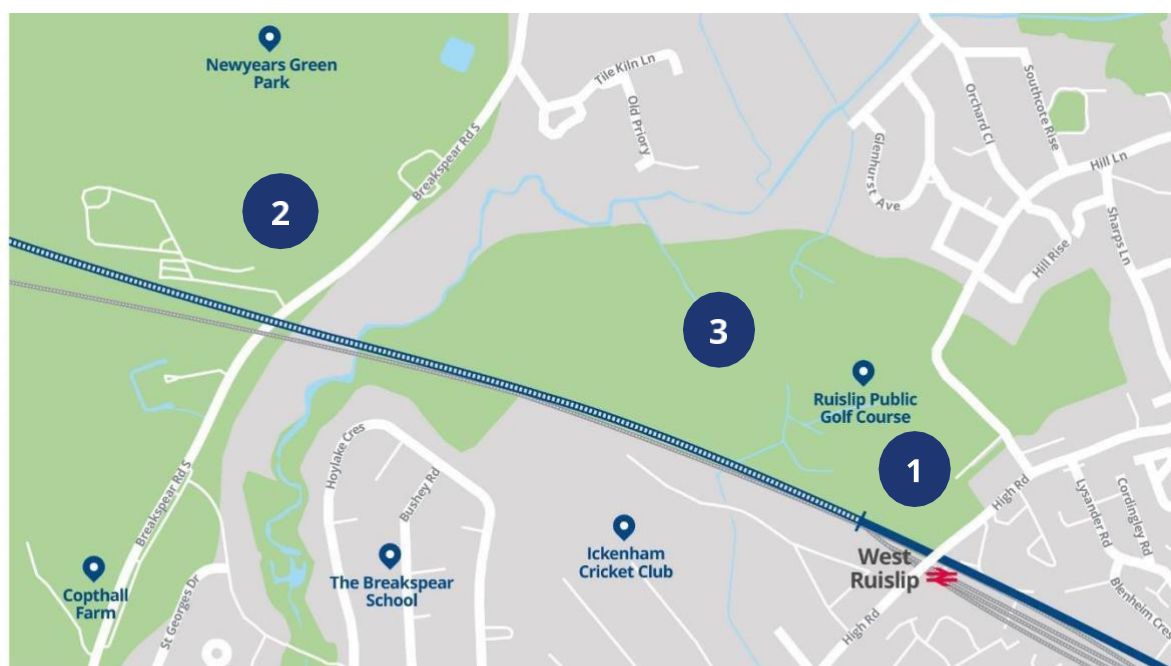 Newyears Green
Park
Tile Kiln Ln
Old Priory
Breakspear Rd S
Glenhurst Ave
Orchard Cl
Southcote Rise
Hill Ln
Sharps Ln
Hill Rise
2
3
Ruislip Public
Golf Course
1
High Rd
Lysander Rd
Cordingley Rd
Blenheim Cres
Hoylake Cres
Bushey Rd
Breakspear Rd S
Ickenham
Cricket Club
The Breakspear
School
West
Ruislip
Copthall
Farm
St Georges Dr
High Rd